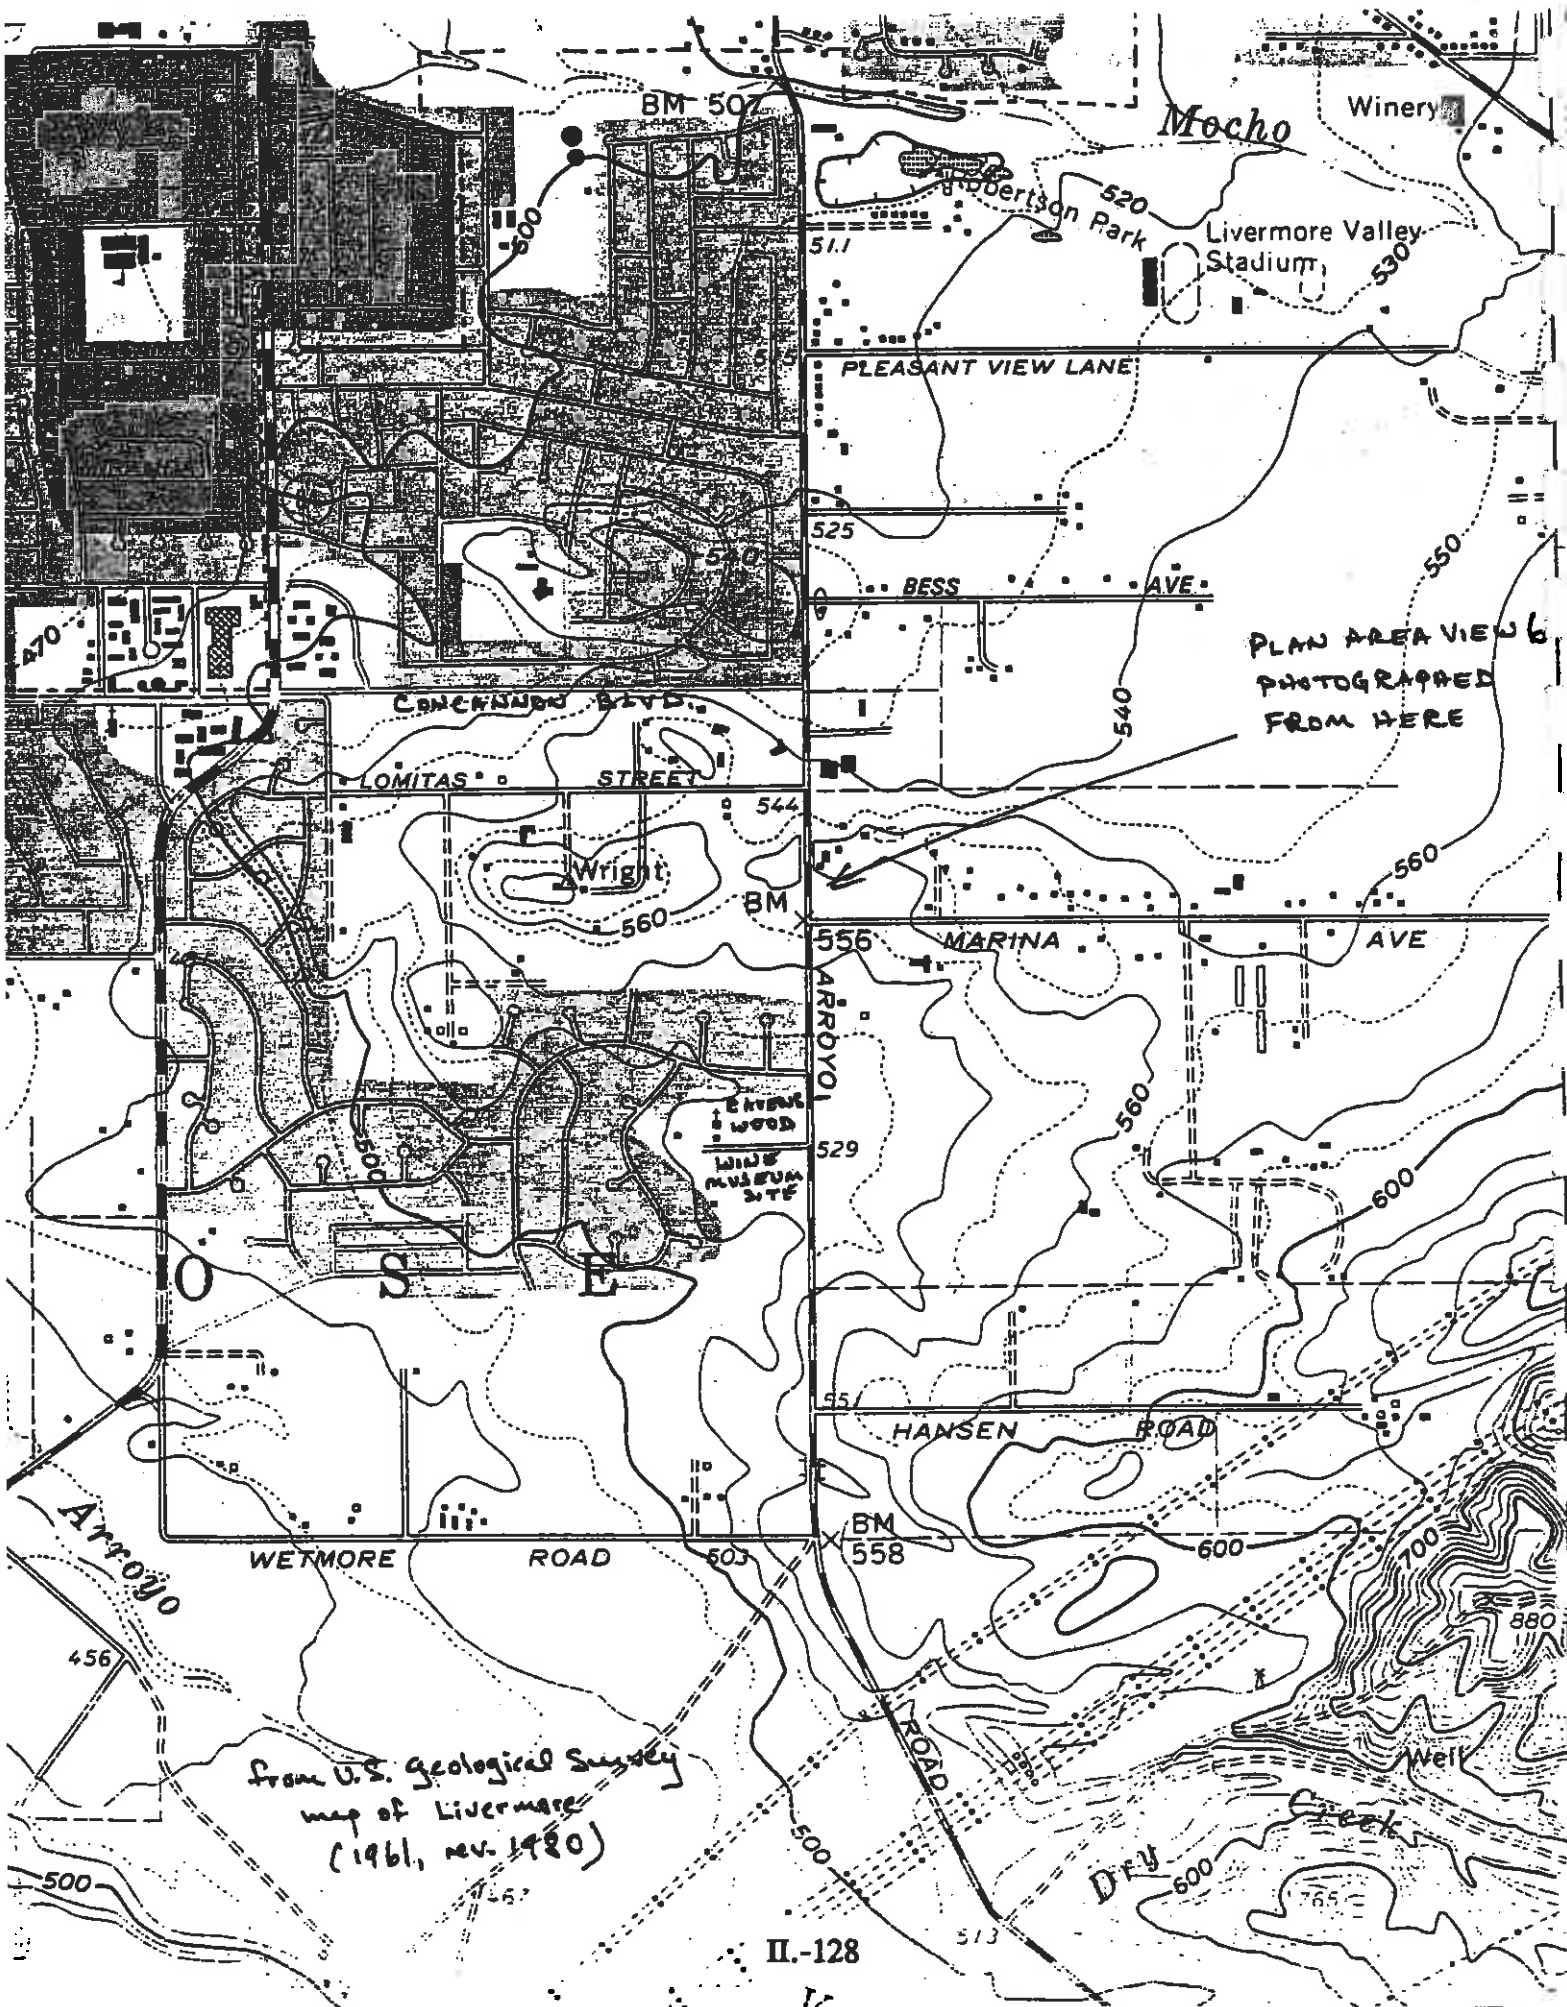 BM 507
Mocho
Winery
500
Robertson Park
520
511
Livermore Valley
Stadium
530
515
PLEASANT VIEW LANE
525
540
550
BESS AVE
470
PLAN AREA VIEW 6
PHOTOGRAPHED
FROM HERE
CONCANNON BLVD.
540
LOMITAS STREET
544
Wright
560
560
BM
556
MARINA AVE
ARROYO
RAVENS
WOOD
560
529
WINE
MUSEUM
SITE
500
600
O S E
551
HANSEN ROAD
Arroyo
BM
558
WETMORE ROAD 503
600
700
880
456
ROAD
from U.S. Geological Survey
map of Livermore
(1961, rev. 1980)
Well
Dry Creek
500
500
600
765
513
II.-128